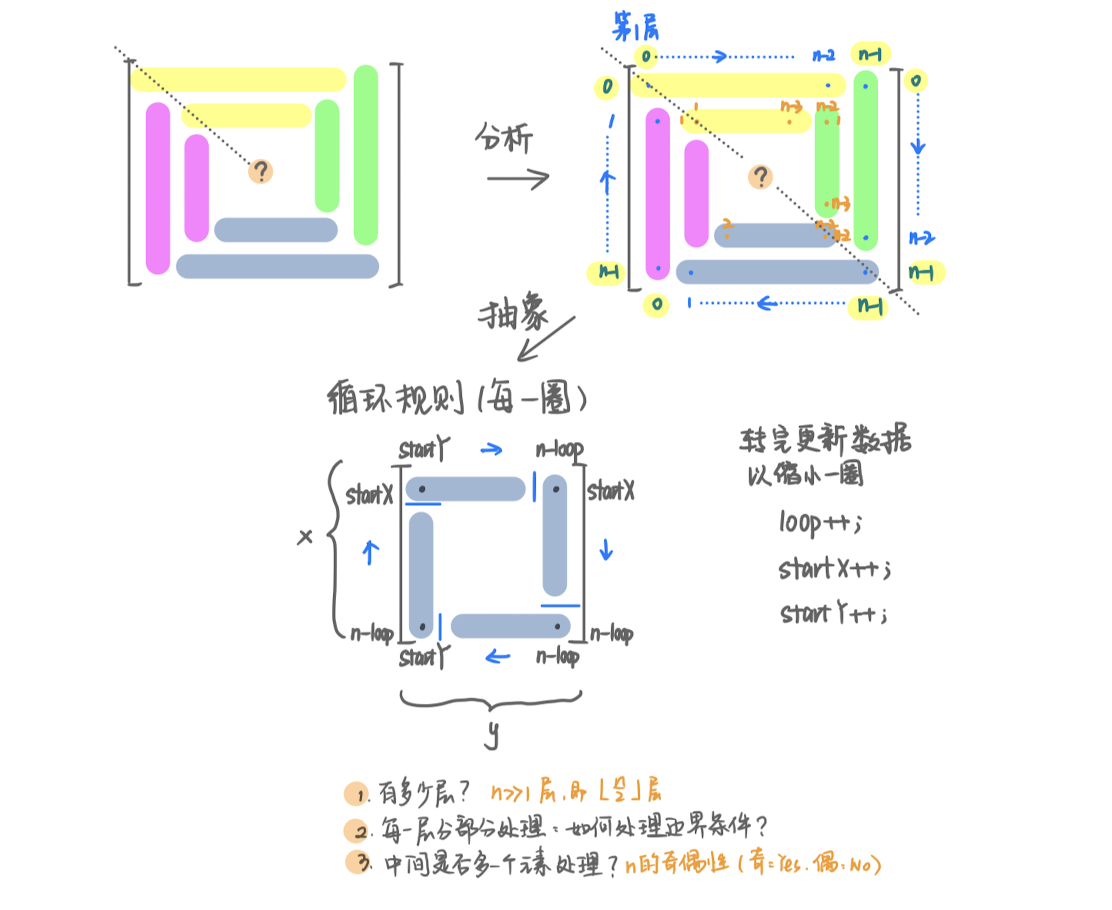 ?
分析
第1层
0 n-2 n-1
0 0
1 1 n-3 n-2 1
1
?
n-3
2 n-2 n-2 n-2
n-1 n-1
0 1 n-1
抽象
循环规则(每一圈)
startY n-loop
startX startX
x
n-loop n-loop
startY n-loop
y
转完更新数据
以缩小一圈
loop++;
startX++;
startY++;
1. 有多少层? n>>1层,即⌊n/2⌋层
2. 每一层分部分处理:如何处理边界条件?
3. 中间是否多一个元素处理? n的奇偶性(奇:Yes.偶:No)